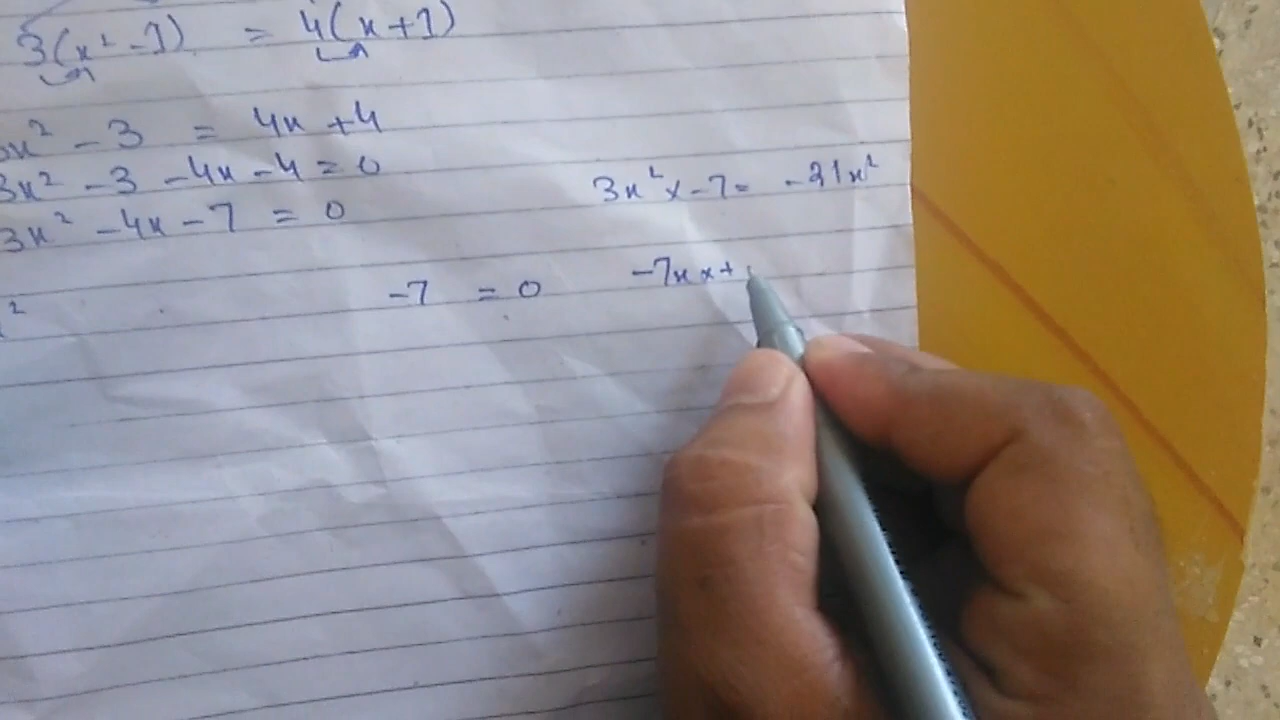 3(x² - 1) = 4(x + 1)
3x² - 3 = 4x + 4
3x² - 3 - 4x - 4 = 0
3x² - 4x - 7 = 0
3x² x - 7 = - 21x²
x² -7 = 0
-7x x +